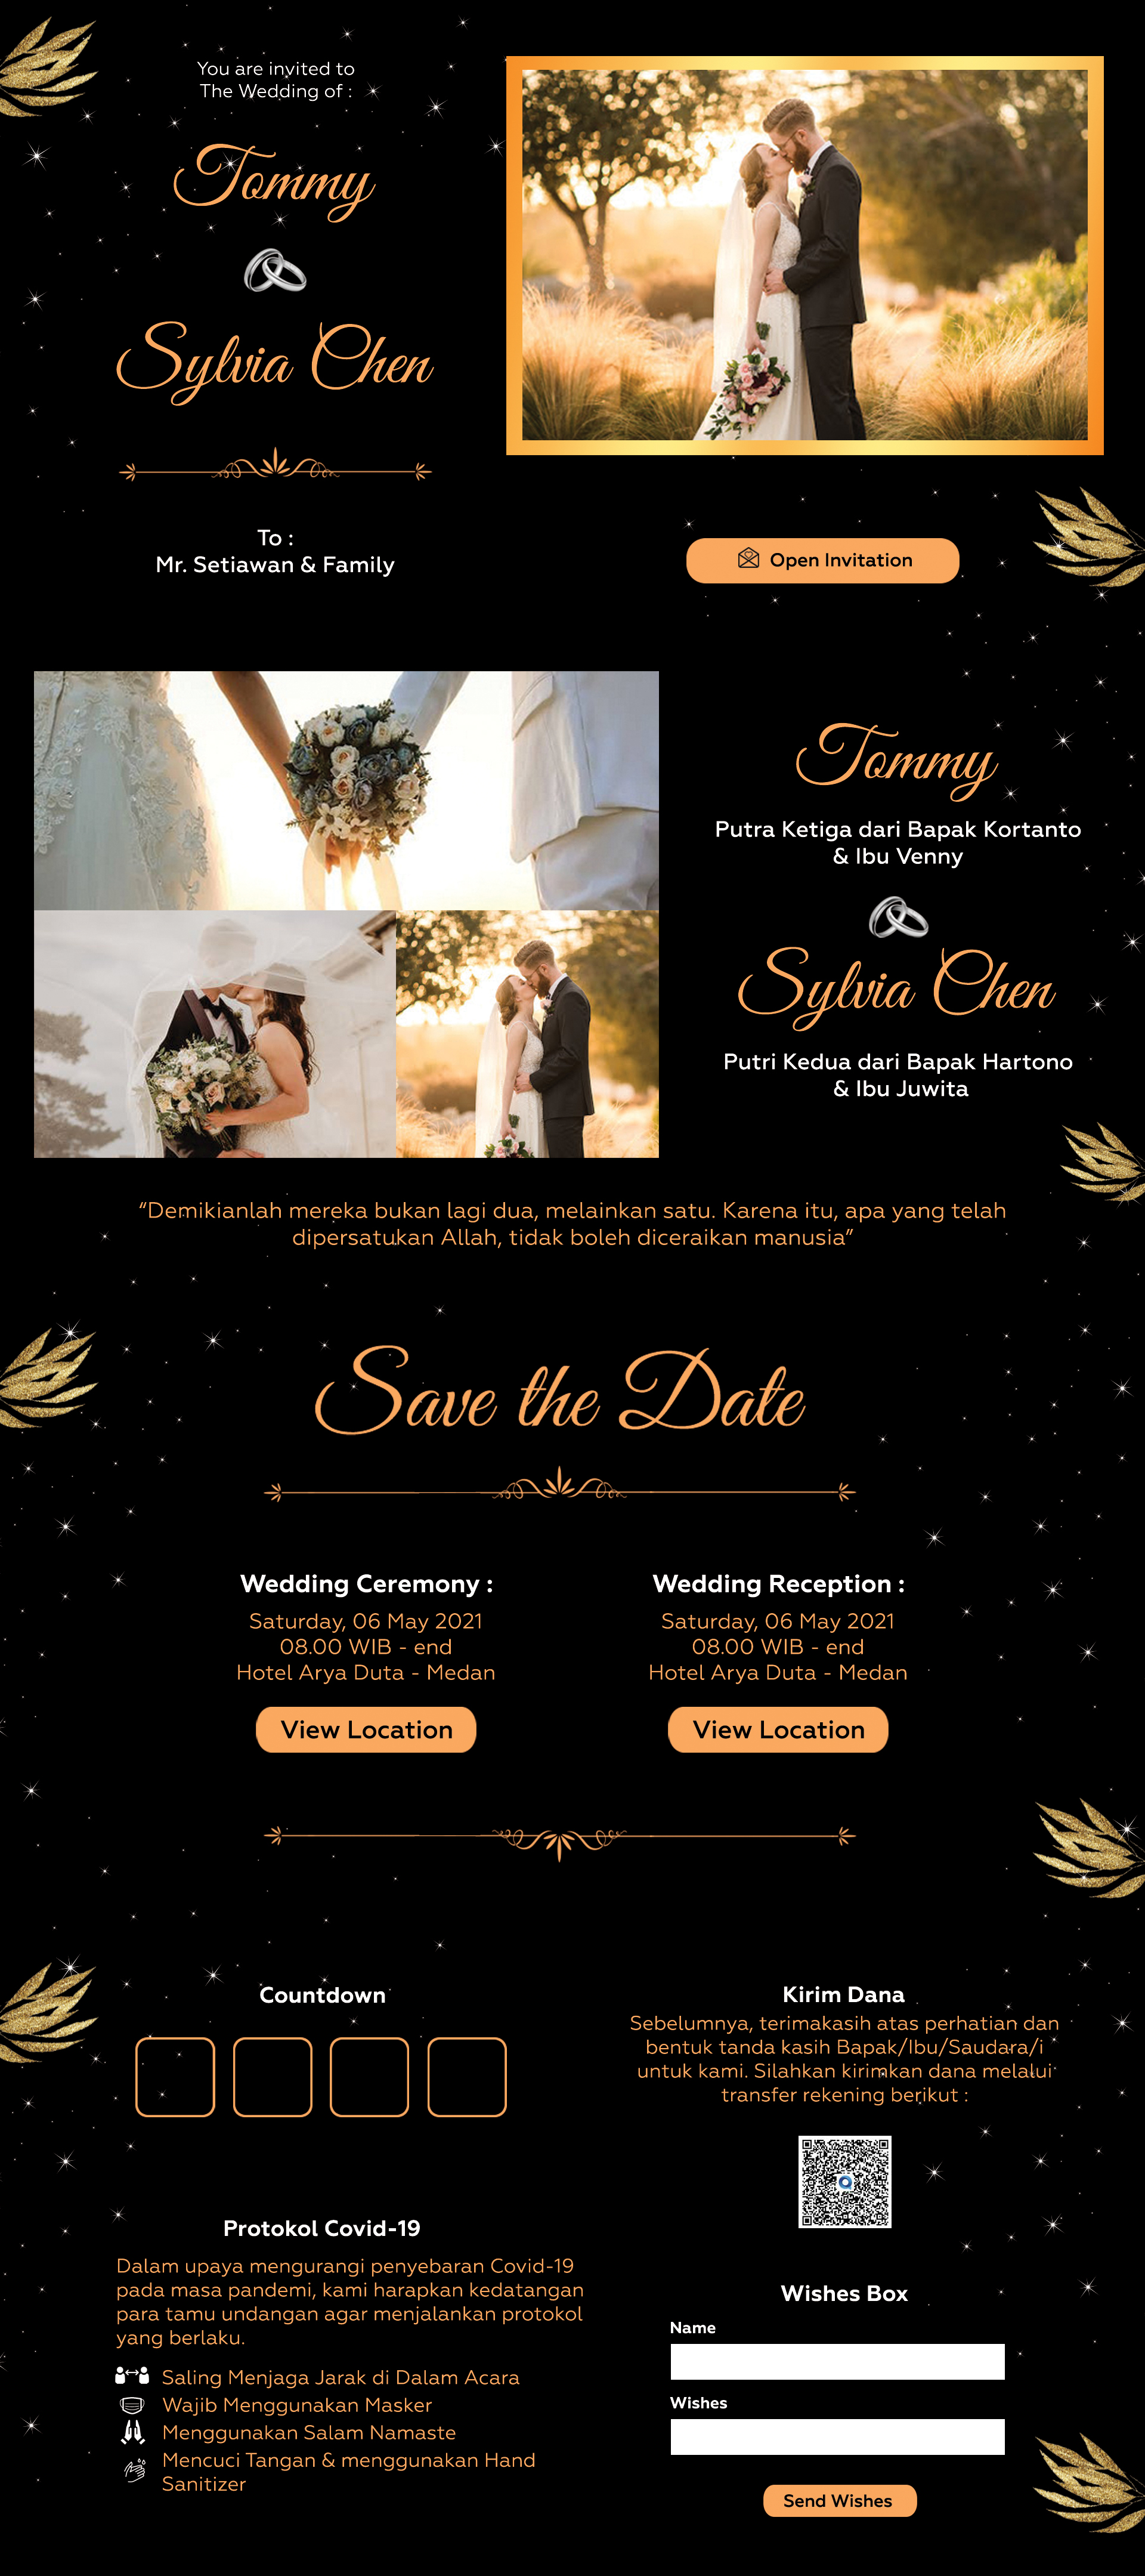 You are invited to
The Wedding of :
Tommy
Sylvia Chen
To :
Mr. Setiawan & Family
Open Invitation
Tommy
Putra Ketiga dari Bapak Kortanto
& Ibu Venny
Sylvia Chen
Putri Kedua dari Bapak Hartono
& Ibu Juwita
“Demikianlah mereka bukan lagi dua, melainkan satu. Karena itu, apa yang telah
dipersatukan Allah, tidak boleh diceraikan manusia”
Save the Date
Wedding Ceremony :
Saturday, 06 May 2021
08.00 WIB - end
Hotel Arya Duta - Medan
View Location
Wedding Reception :
Saturday, 06 May 2021
08.00 WIB - end
Hotel Arya Duta - Medan
View Location
Countdown
Protokol Covid-19
Dalam upaya mengurangi penyebaran Covid-19
pada masa pandemi, kami harapkan kedatangan
para tamu undangan agar menjalankan protokol
yang berlaku.
Saling Menjaga Jarak di Dalam Acara
Wajib Menggunakan Masker
Menggunakan Salam Namaste
Mencuci Tangan & menggunakan Hand
Sanitizer
Kirim Dana
Sebelumnya, terimakasih atas perhatian dan
bentuk tanda kasih Bapak/Ibu/Saudara/i
untuk kami. Silahkan kirimkan dana melalui
transfer rekening berikut :
Wishes Box
Name
Wishes
Send Wishes